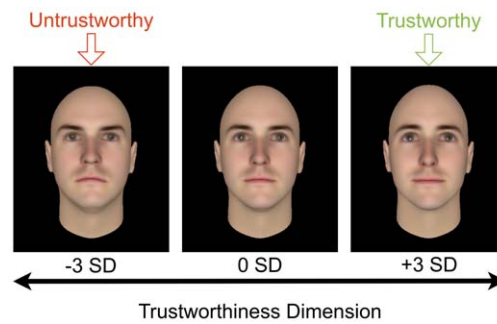 Untrustworthy
Trustworthy
-3 SD
0 SD
+3 SD
Trustworthiness Dimension